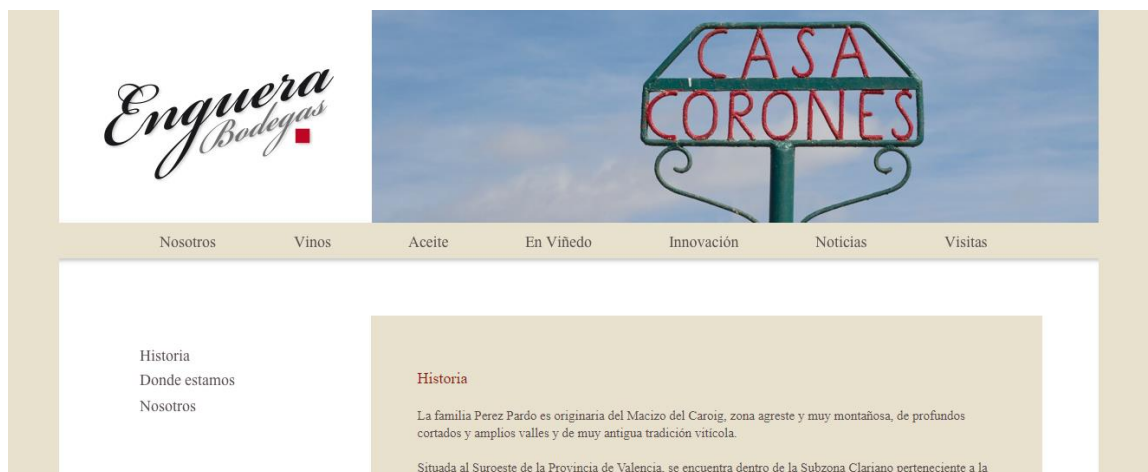 Enguera
Bodegas
CASA
CORONES
Nosotros Vinos Aceite En Viñedo Innovación Noticias Visitas
Historia
Donde estamos
Nosotros
Historia
La familia Perez Pardo es originaria del Macizo del Caroig, zona agreste y muy montañosa, de profundos
cortados y amplios valles y de muy antigua tradición viticola.
Situada al Suroeste de la Provincia de Valencia, se encuentra dentro de la Subzona Clariano perteneciente a la